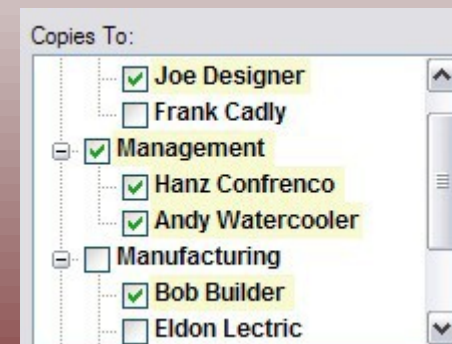 Copies To:
Joe Designer
Frank Cadly
Management
Hanz Confrenco
Andy Watercooler
Manufacturing
Bob Builder
Eldon Lectric